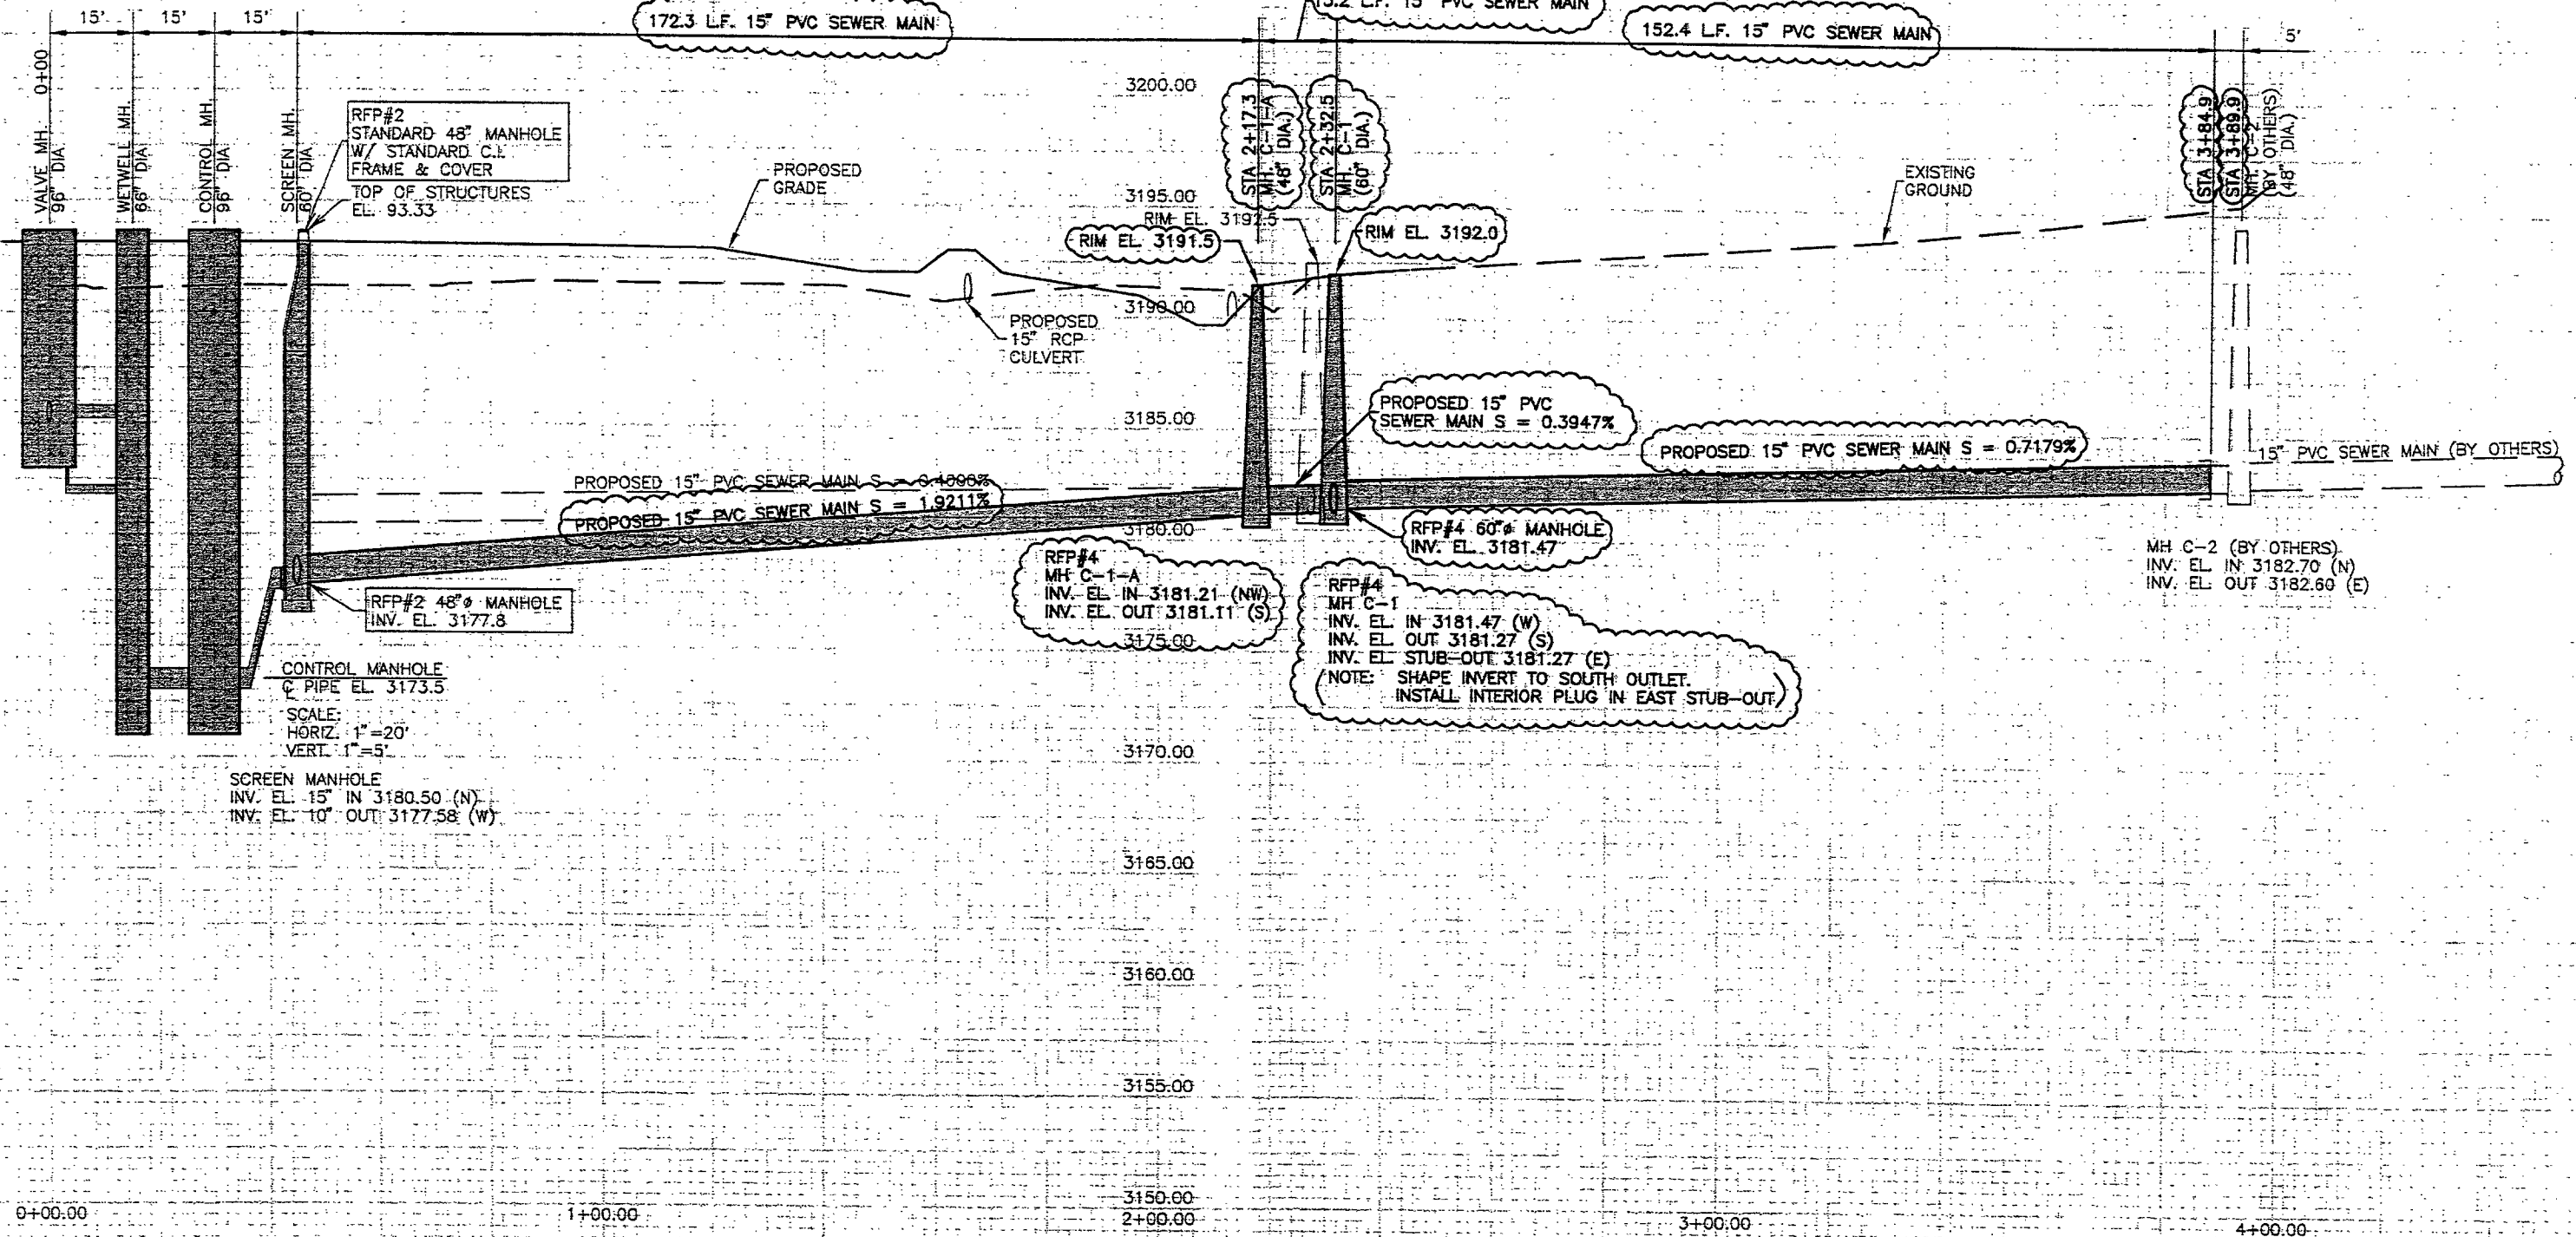 15'
15'
15'
172.3 L.F. 15" PVC SEWER MAIN
15.2 L.F. 15" PVC SEWER MAIN
152.4 L.F. 15" PVC SEWER MAIN
5'
0+00
VALVE MH.
96" DIA
WETWELL MH.
66" DIA
CONTROL MH.
96" DIA
SCREEN MH.
60" DIA
RFP#2
STANDARD 48" MANHOLE
W/ STANDARD C.I.
FRAME & COVER
TOP OF STRUCTURES
EL. 93.33
PROPOSED
GRADE
3200.00
STA 2+17.3
MH. C-1-A
(48" DIA.)
STA 2+32.5
MH. C-1
(60" DIA.)
STA 3+84.9
STA 3+89.9
MH. C-2
(BY OTHERS)
(48" DIA.)
3195.00
RIM EL. 3192.5
RIM EL. 3191.5
RIM EL. 3192.0
EXISTING
GROUND
3190.00
PROPOSED
15" RCP
CULVERT
3185.00
PROPOSED 15" PVC
SEWER MAIN S = 0.3947%
PROPOSED 15" PVC SEWER MAIN S = 0.7179%
15" PVC SEWER MAIN (BY OTHERS)
PROPOSED 15" PVC SEWER MAIN S =
PROPOSED 15" PVC SEWER MAIN S = 1.9211%
3180.00
RFP#4 60"ø MANHOLE
INV. EL. 3181.47
MH C-2 (BY OTHERS)
INV. EL. IN 3182.70 (N)
INV. EL. OUT 3182.60 (E)
RFP#4
MH C-1-A
INV. EL. IN 3181.21 (NW)
INV. EL. OUT 3181.11 (S)
RFP#4
MH C-1
INV. EL. IN 3181.47 (W)
INV. EL. OUT 3181.27 (S)
INV. EL. STUB-OUT 3181.27 (E)
(NOTE: SHAPE INVERT TO SOUTH OUTLET.
INSTALL INTERIOR PLUG IN EAST STUB-OUT)
RFP#2 48"ø MANHOLE
INV. EL. 3177.8
3175.00
CONTROL MANHOLE
℄ PIPE EL. 3173.5
SCALE:
HORIZ. 1"=20'
VERT. 1"=5'
3170.00
SCREEN MANHOLE
INV. EL. 15" IN 3180.50 (N)
INV. EL. 10" OUT 3177.58 (W)
3165.00
3160.00
3155.00
3150.00
0+00.00
1+00.00
2+00.00
3+00.00
4+00.00